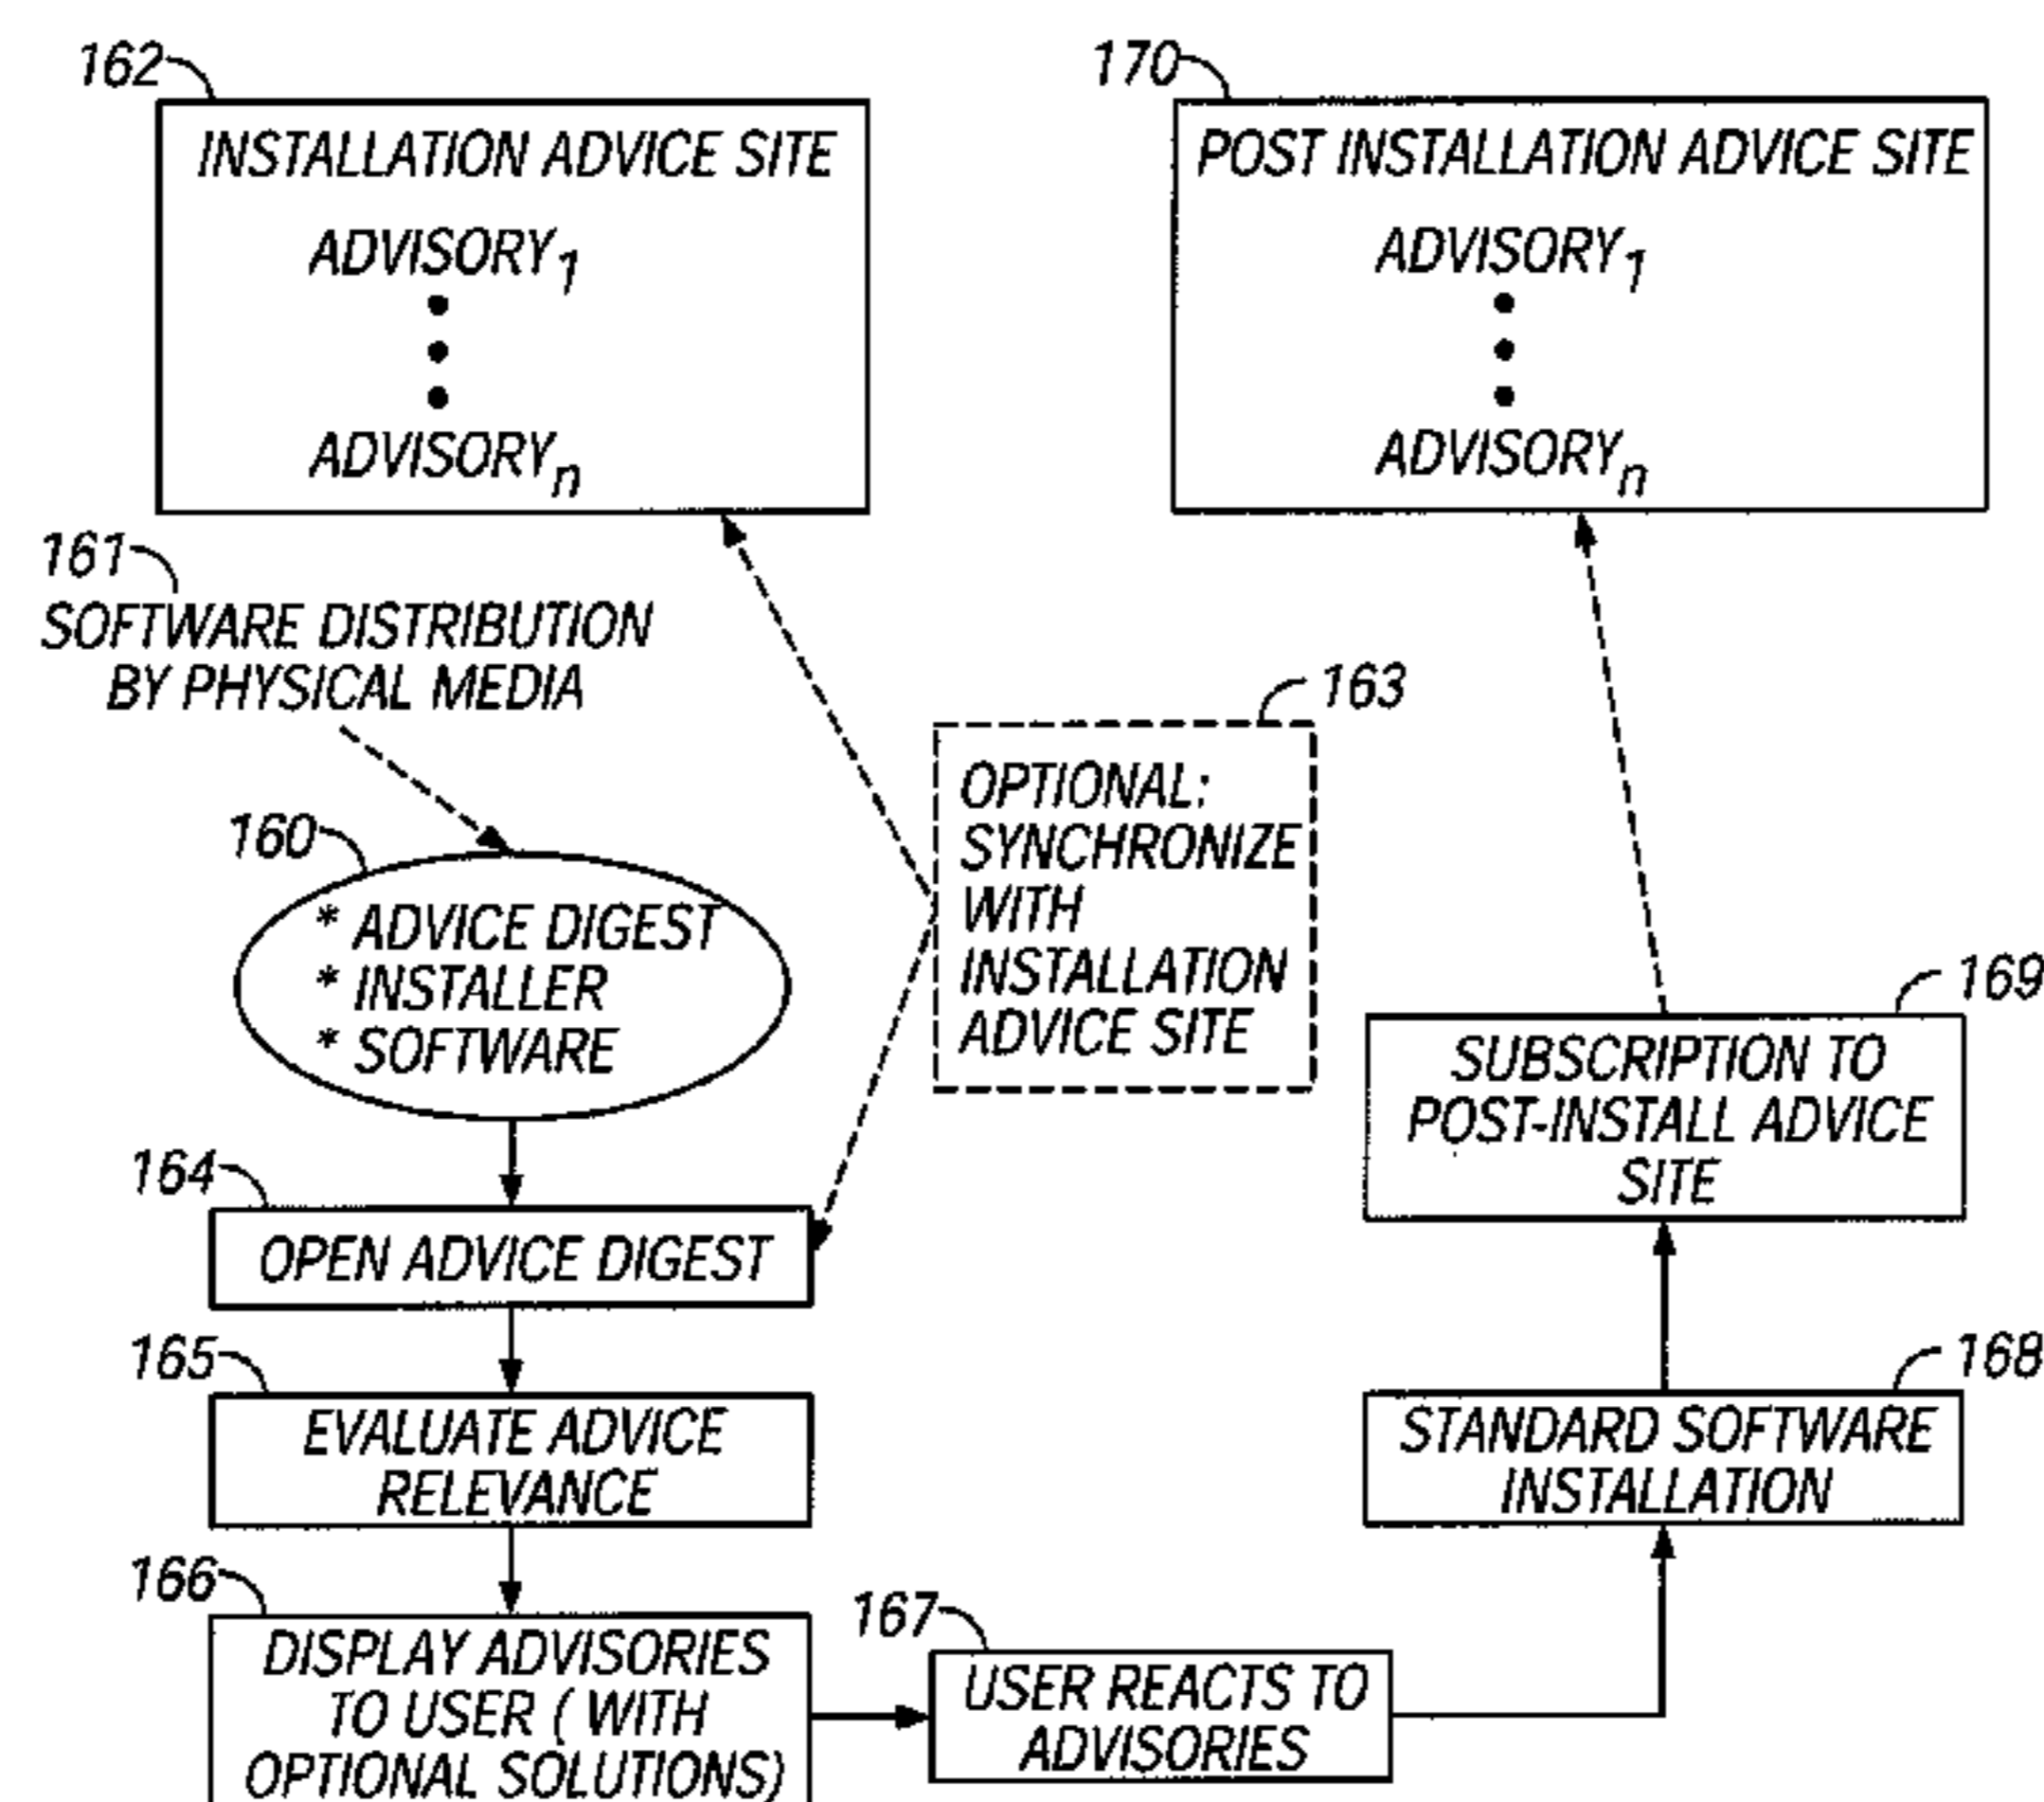 162
INSTALLATION ADVICE SITE
ADVISORY1
ADVISORYn
170
POST INSTALLATION ADVICE SITE
ADVISORY1
ADVISORYn
161
SOFTWARE DISTRIBUTION
BY PHYSICAL MEDIA
163
OPTIONAL:
SYNCHRONIZE
WITH
INSTALLATION
ADVICE SITE
160
* ADVICE DIGEST
* INSTALLER
* SOFTWARE
164
OPEN ADVICE DIGEST
165
EVALUATE ADVICE
RELEVANCE
166
DISPLAY ADVISORIES
TO USER ( WITH
OPTIONAL SOLUTIONS)
167
USER REACTS TO
ADVISORIES
168
STANDARD SOFTWARE
INSTALLATION
169
SUBSCRIPTION TO
POST-INSTALL ADVICE
SITE